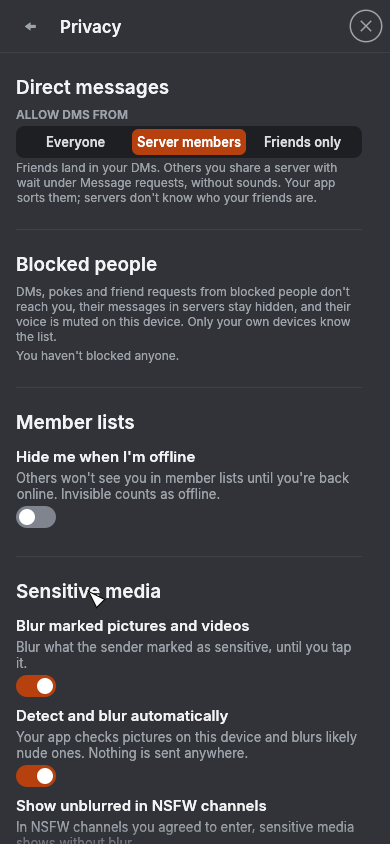 Privacy
Direct messages
ALLOW DMS FROM
Everyone Server members Friends only
Friends land in your DMs. Others you share a server with
wait under Message requests, without sounds. Your app
sorts them; servers don't know who your friends are.
Blocked people
DMs, pokes and friend requests from blocked people don't
reach you, their messages in servers stay hidden, and their
voice is muted on this device. Only your own devices know
the list.
You haven't blocked anyone.
Member lists
Hide me when I'm offline
Others won't see you in member lists until you're back
online. Invisible counts as offline.
Sensitive media
Blur marked pictures and videos
Blur what the sender marked as sensitive, until you tap
it.
Detect and blur automatically
Your app checks pictures on this device and blurs likely
nude ones. Nothing is sent anywhere.
Show unblurred in NSFW channels
In NSFW channels you agreed to enter, sensitive media
shows without blur.